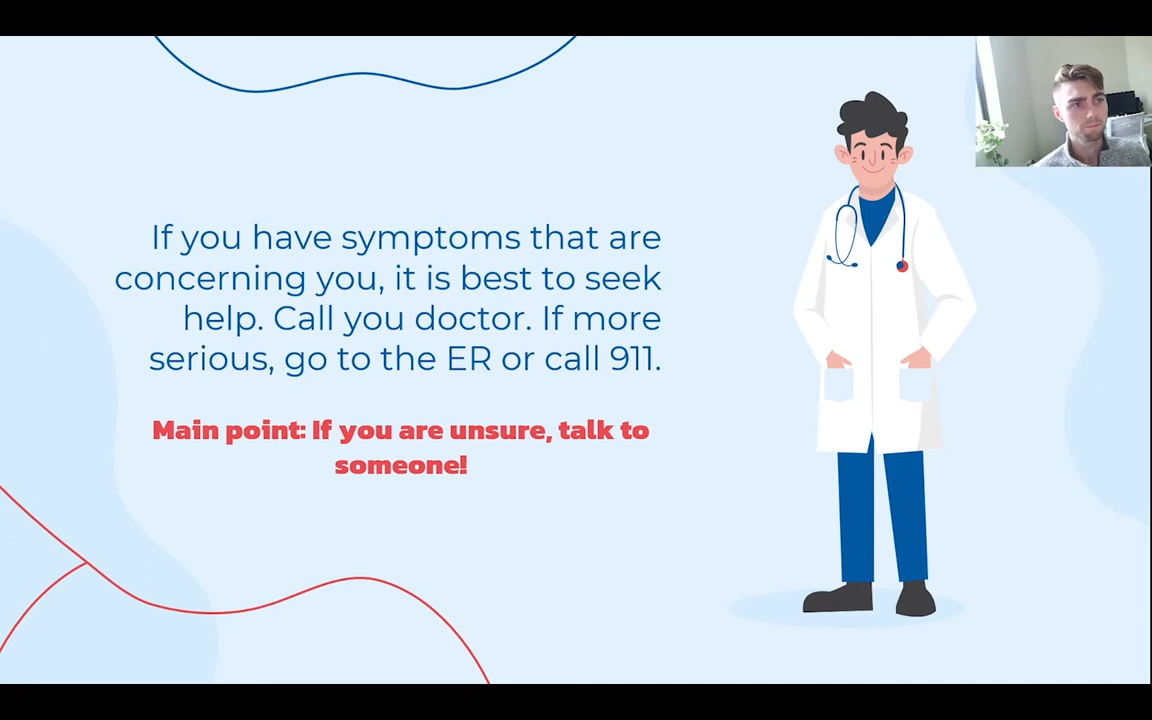 If you have symptoms that are
concerning you, it is best to seek
help. Call you doctor. If more
serious, go to the ER or call 911.
Main point: If you are unsure, talk to
someone!